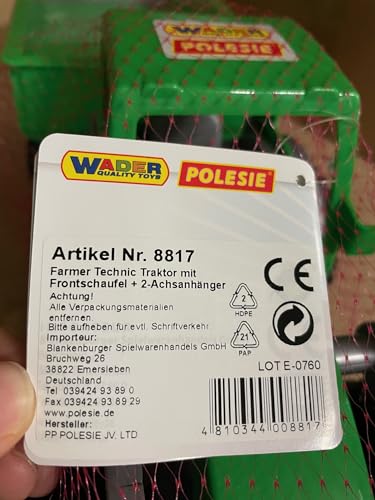 WADER
QUALITY TOYS
POLESIE
WADER
QUALITY TOYS
POLESIE®
Artikel Nr. 8817
Farmer Technic Traktor mit
Frontschaufel + 2-Achsanhänger
Achtung!
Alle Verpackungsmaterialien
entfernen.
Bitte aufheben für evtl. Schriftverkehr
Importeur:
Blankenburger Spielwarenhandels GmbH
Bruchweg 26
38822 Emersleben
Deutschland
Tel 039424 93 89 0
Fax 039424 93 89 29
www.polesie.de
Hersteller:
PP POLESIE JV. LTD
CE
2
HDPE
21
PAP
LOT E-0760
4 810344 008817